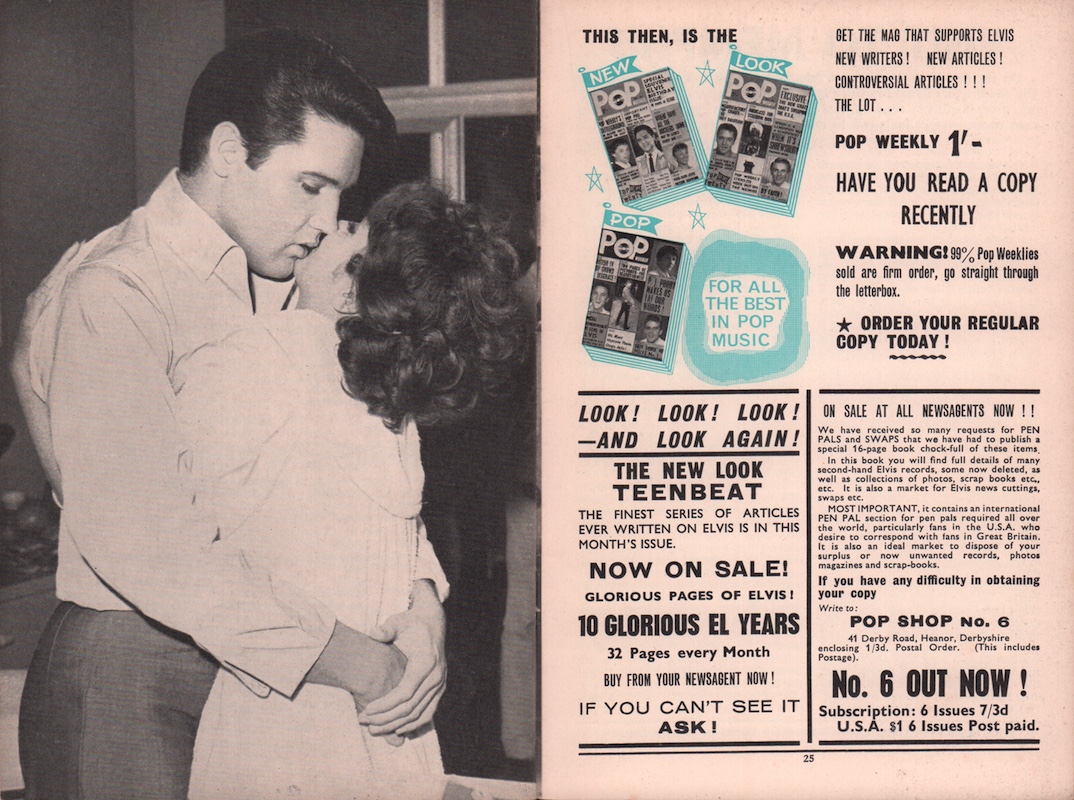 THIS THEN, IS THE
NEW
POP
SPECIAL
SOUVENIR
ELVIS
BIRTHDAY
LOOK
POP
EXCLUSIVE
POP
POP
FOR ALL
THE BEST
IN POP
MUSIC
GET THE MAG THAT SUPPORTS ELVIS
NEW WRITERS! NEW ARTICLES!
CONTROVERSIAL ARTICLES ! ! !
THE LOT . . .
POP WEEKLY 1'-
HAVE YOU READ A COPY
RECENTLY
WARNING! 99% Pop Weeklies
sold are firm order, go straight through
the letterbox.
★ ORDER YOUR REGULAR
COPY TODAY !
LOOK! LOOK! LOOK!
—AND LOOK AGAIN!
THE NEW LOOK
TEENBEAT
THE FINEST SERIES OF ARTICLES
EVER WRITTEN ON ELVIS IS IN THIS
MONTH'S ISSUE.
NOW ON SALE!
GLORIOUS PAGES OF ELVIS!
10 GLORIOUS EL YEARS
32 Pages every Month
BUY FROM YOUR NEWSAGENT NOW!
IF YOU CAN'T SEE IT
ASK!
ON SALE AT ALL NEWSAGENTS NOW ! !
We have received so many requests for PEN
PALS and SWAPS that we have had to publish a
special 16-page book chock-full of these items.
In this book you will find full details of many
second-hand Elvis records, some now deleted, as
well as collections of photos, scrap books etc.,
etc. It is also a market for Elvis news cuttings,
swaps etc.
MOST IMPORTANT, it contains an international
PEN PAL section for pen pals required all over
the world, particularly fans in the U.S.A. who
desire to correspond with fans in Great Britain.
It is also an ideal market to dispose of your
surplus or now unwanted records, photos
magazines and scrap-books.
If you have any difficulty in obtaining
your copy
Write to:
POP SHOP No. 6
41 Derby Road, Heanor, Derbyshire
enclosing 1/3d. Postal Order. (This includes
Postage).
No. 6 OUT NOW !
Subscription: 6 Issues 7/3d
U.S.A. $1 6 Issues Post paid.
25